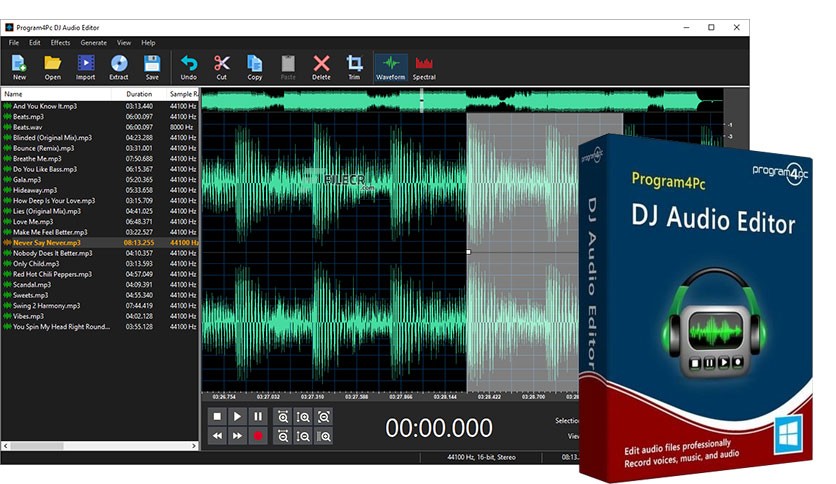 Program4Pc DJ Audio Editor
File Edit Effects Generate View Help
New Open Import Extract Save Undo Cut Copy Paste Delete Trim Waveform Spectral
Name Duration Sample R
And You Know It.mp3 03:13.440 44100 Hz
Beats.mp3 06:00.097 44100 Hz
Beats.wav 06:00.097 8000 Hz
Blinded (Original Mix).mp3 04:23.288 44100 Hz
Bounce (Remix).mp3 03:31.001 44100 Hz
Breathe Me.mp3 07:50.688 44100 Hz
Do You Like Bass.mp3 06:15.367 44100 Hz
Gala.mp3 05:20.365 44100 Hz
Hideaway.mp3 05:33.658 44100 Hz
How Deep Is Your Love.mp3 03:15.709 44100 Hz
Lies (Original Mix).mp3 04:41.025 44100 Hz
Love Me.mp3 06:48.371 44100 Hz
Make Me Feel Better.mp3 03:22.527 44100 Hz
Never Say Never.mp3 08:13.255 44100 Hz
Nobody Does It Better.mp3 04:10.357 44100 Hz
Only Child.mp3 03:13.593 44100 Hz
Red Hot Chili Peppers.mp3 04:57.049 44100 Hz
Scandal.mp3 04:09.391 44100 Hz
Sweets.mp3 04:55.340 44100 Hz
Swing 2 Harmony.mp3 07:44.419 44100 Hz
Vibes.mp3 04:02.128 44100 Hz
You Spin My Head Right Round... 03:55.128 44100 Hz
-1
-3
FILECR
.com
03:26.754 03:27.032 03:27.310 03:27.588 03:27.866 03:28.144 03:28.422 03:28.700 03:28
00:00.000
Selection
View
44100 Hz, 16-bit, Stereo 08:13.
program4pc
program4pc
Program4Pc
DJ Audio Editor
DJ Audio Editor
Edit audio files professionally
Record voices, music, and audio